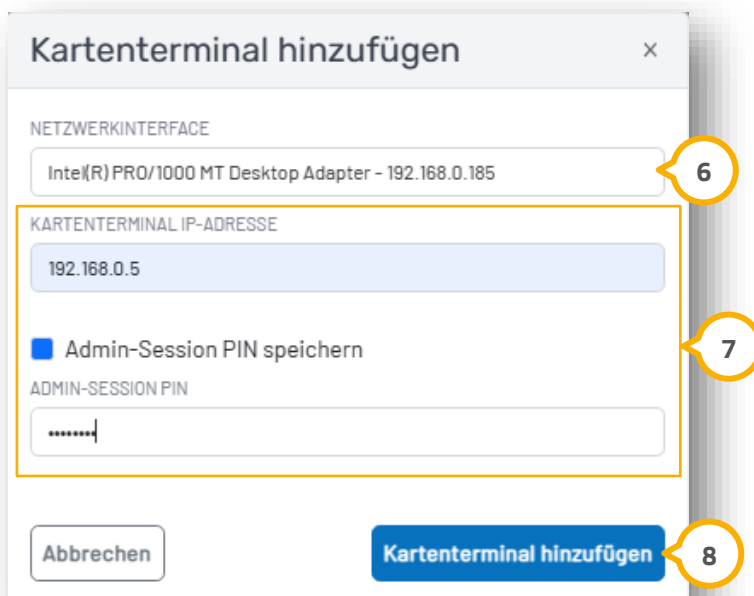 Kartenterminal hinzufügen ×
NETZWERKINTERFACE
Intel(R) PRO/1000 MT Desktop Adapter - 192.168.0.185
6
KARTENTERMINAL IP-ADRESSE
192.168.0.5
Admin-Session PIN speichern
7
ADMIN-SESSION PIN
••••••••
Abbrechen
Kartenterminal hinzufügen
8